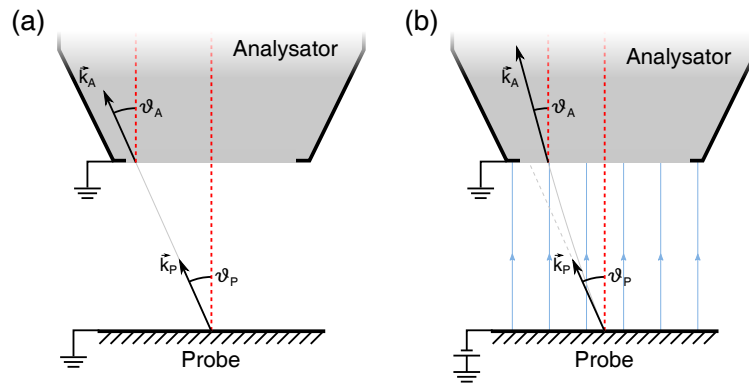 (a)
Analysator
k⃗A
ϑA
k⃗P
ϑP
Probe
(b)
Analysator
k⃗A
ϑA
k⃗P
ϑP
Probe